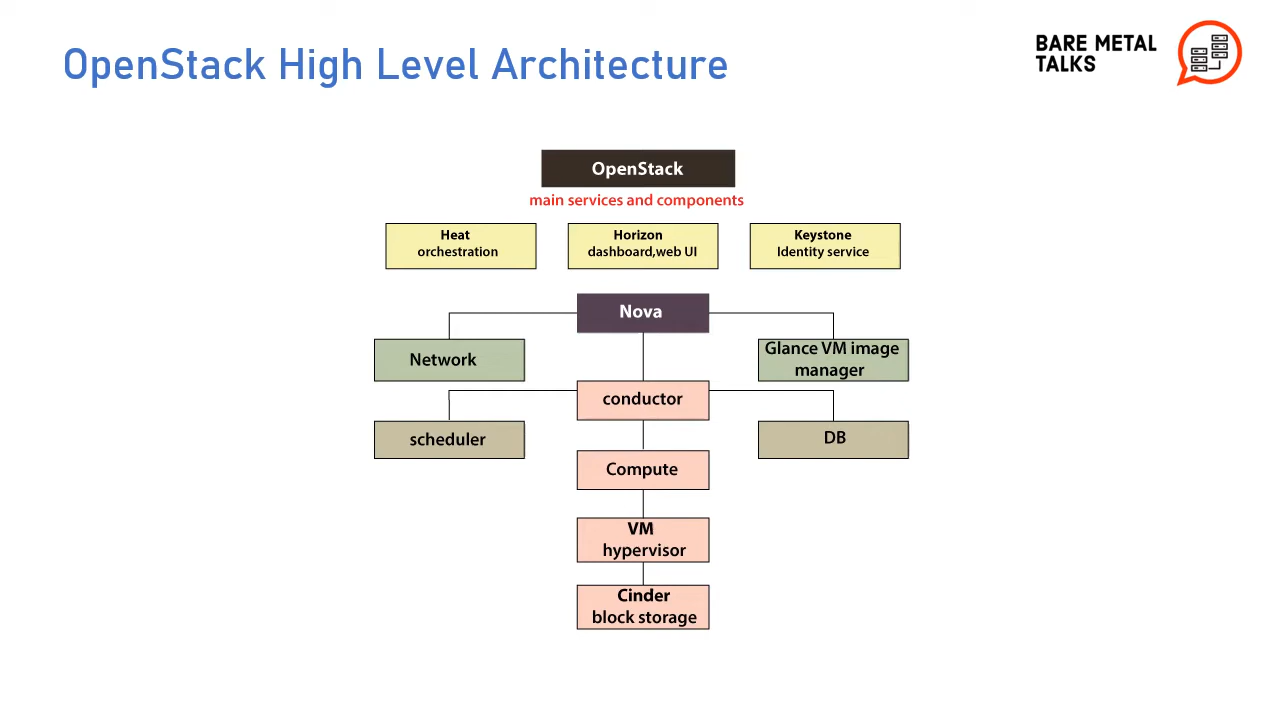 OpenStack High Level Architecture
BARE METAL
TALKS
OpenStack
main services and components
Heat
orchestration
Horizon
dashboard,web UI
Keystone
Identity service
Nova
Network
Glance VM image
manager
conductor
scheduler
DB
Compute
VM
hypervisor
Cinder
block storage